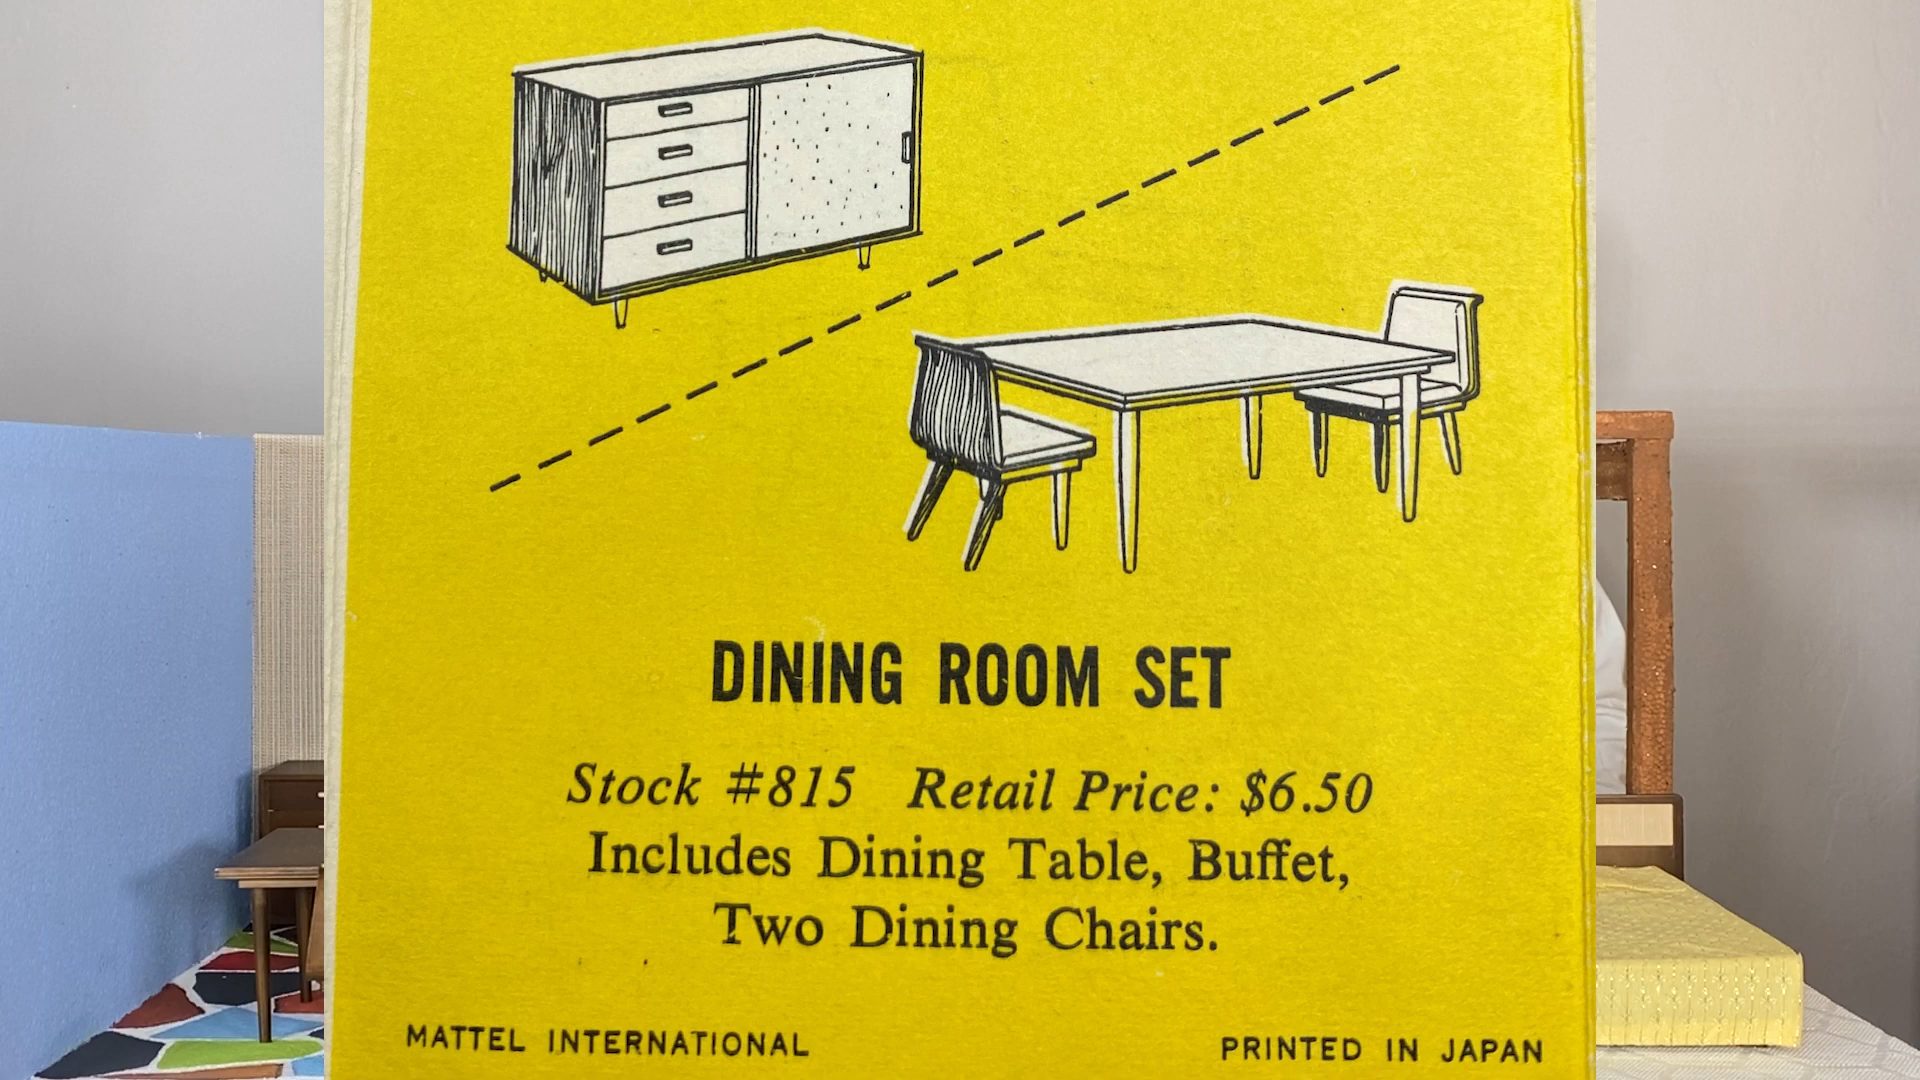 DINING ROOM SET
Stock #815 Retail Price: $6.50
Includes Dining Table, Buffet,
Two Dining Chairs.
MATTEL INTERNATIONAL
PRINTED IN JAPAN